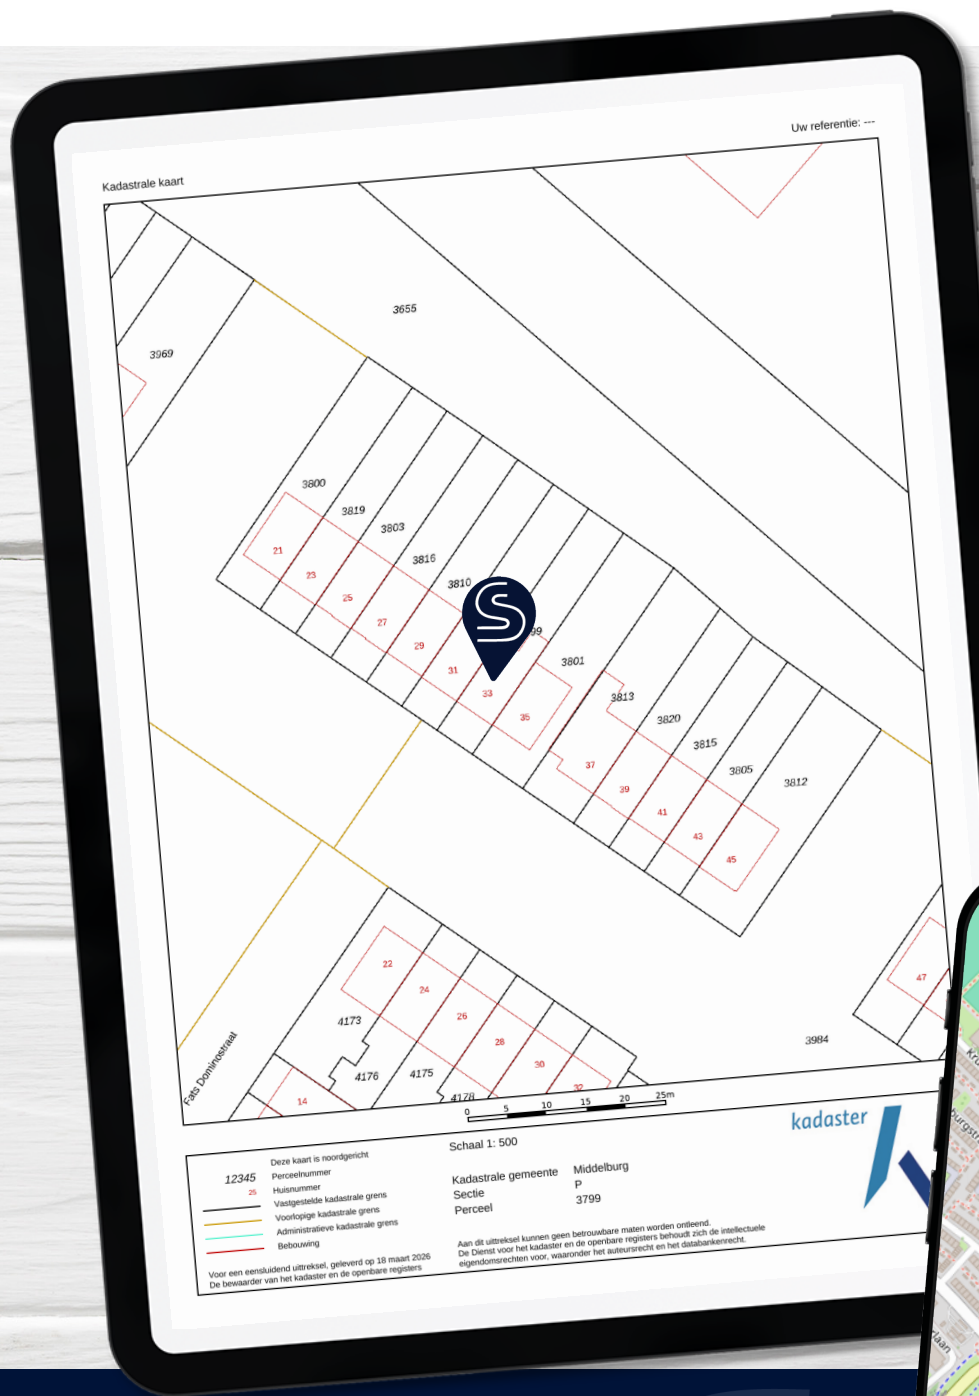 Uw referentie: ---
Kadastrale kaart
3655
3969
3800
3819
3803
3816
3810
99
3801
3813
3820
3815
3805
3812
21
23
25
27
29
31
33
35
37
39
41
43
45
47
22
24
26
28
30
32
14
4173
4176
4175
4178
3984
Fats Dominostraat
0 5 10 15 20 25m
Schaal 1: 500
kadaster
Deze kaart is noordgericht
12345 Perceelnummer
25 Huisnummer
Vastgestelde kadastrale grens
Voorlopige kadastrale grens
Administratieve kadastrale grens
Bebouwing
Kadastrale gemeente Middelburg
Sectie P
Perceel 3799
Voor een eensluidend uittreksel, geleverd op 18 maart 2026
De bewaarder van het kadaster en de openbare registers
Aan dit uittreksel kunnen geen betrouwbare maten worden ontleend.
De Dienst voor het kadaster en de openbare registers behoudt zich de intellectuele
eigendomsrechten voor, waaronder het auteursrecht en het databankenrecht.